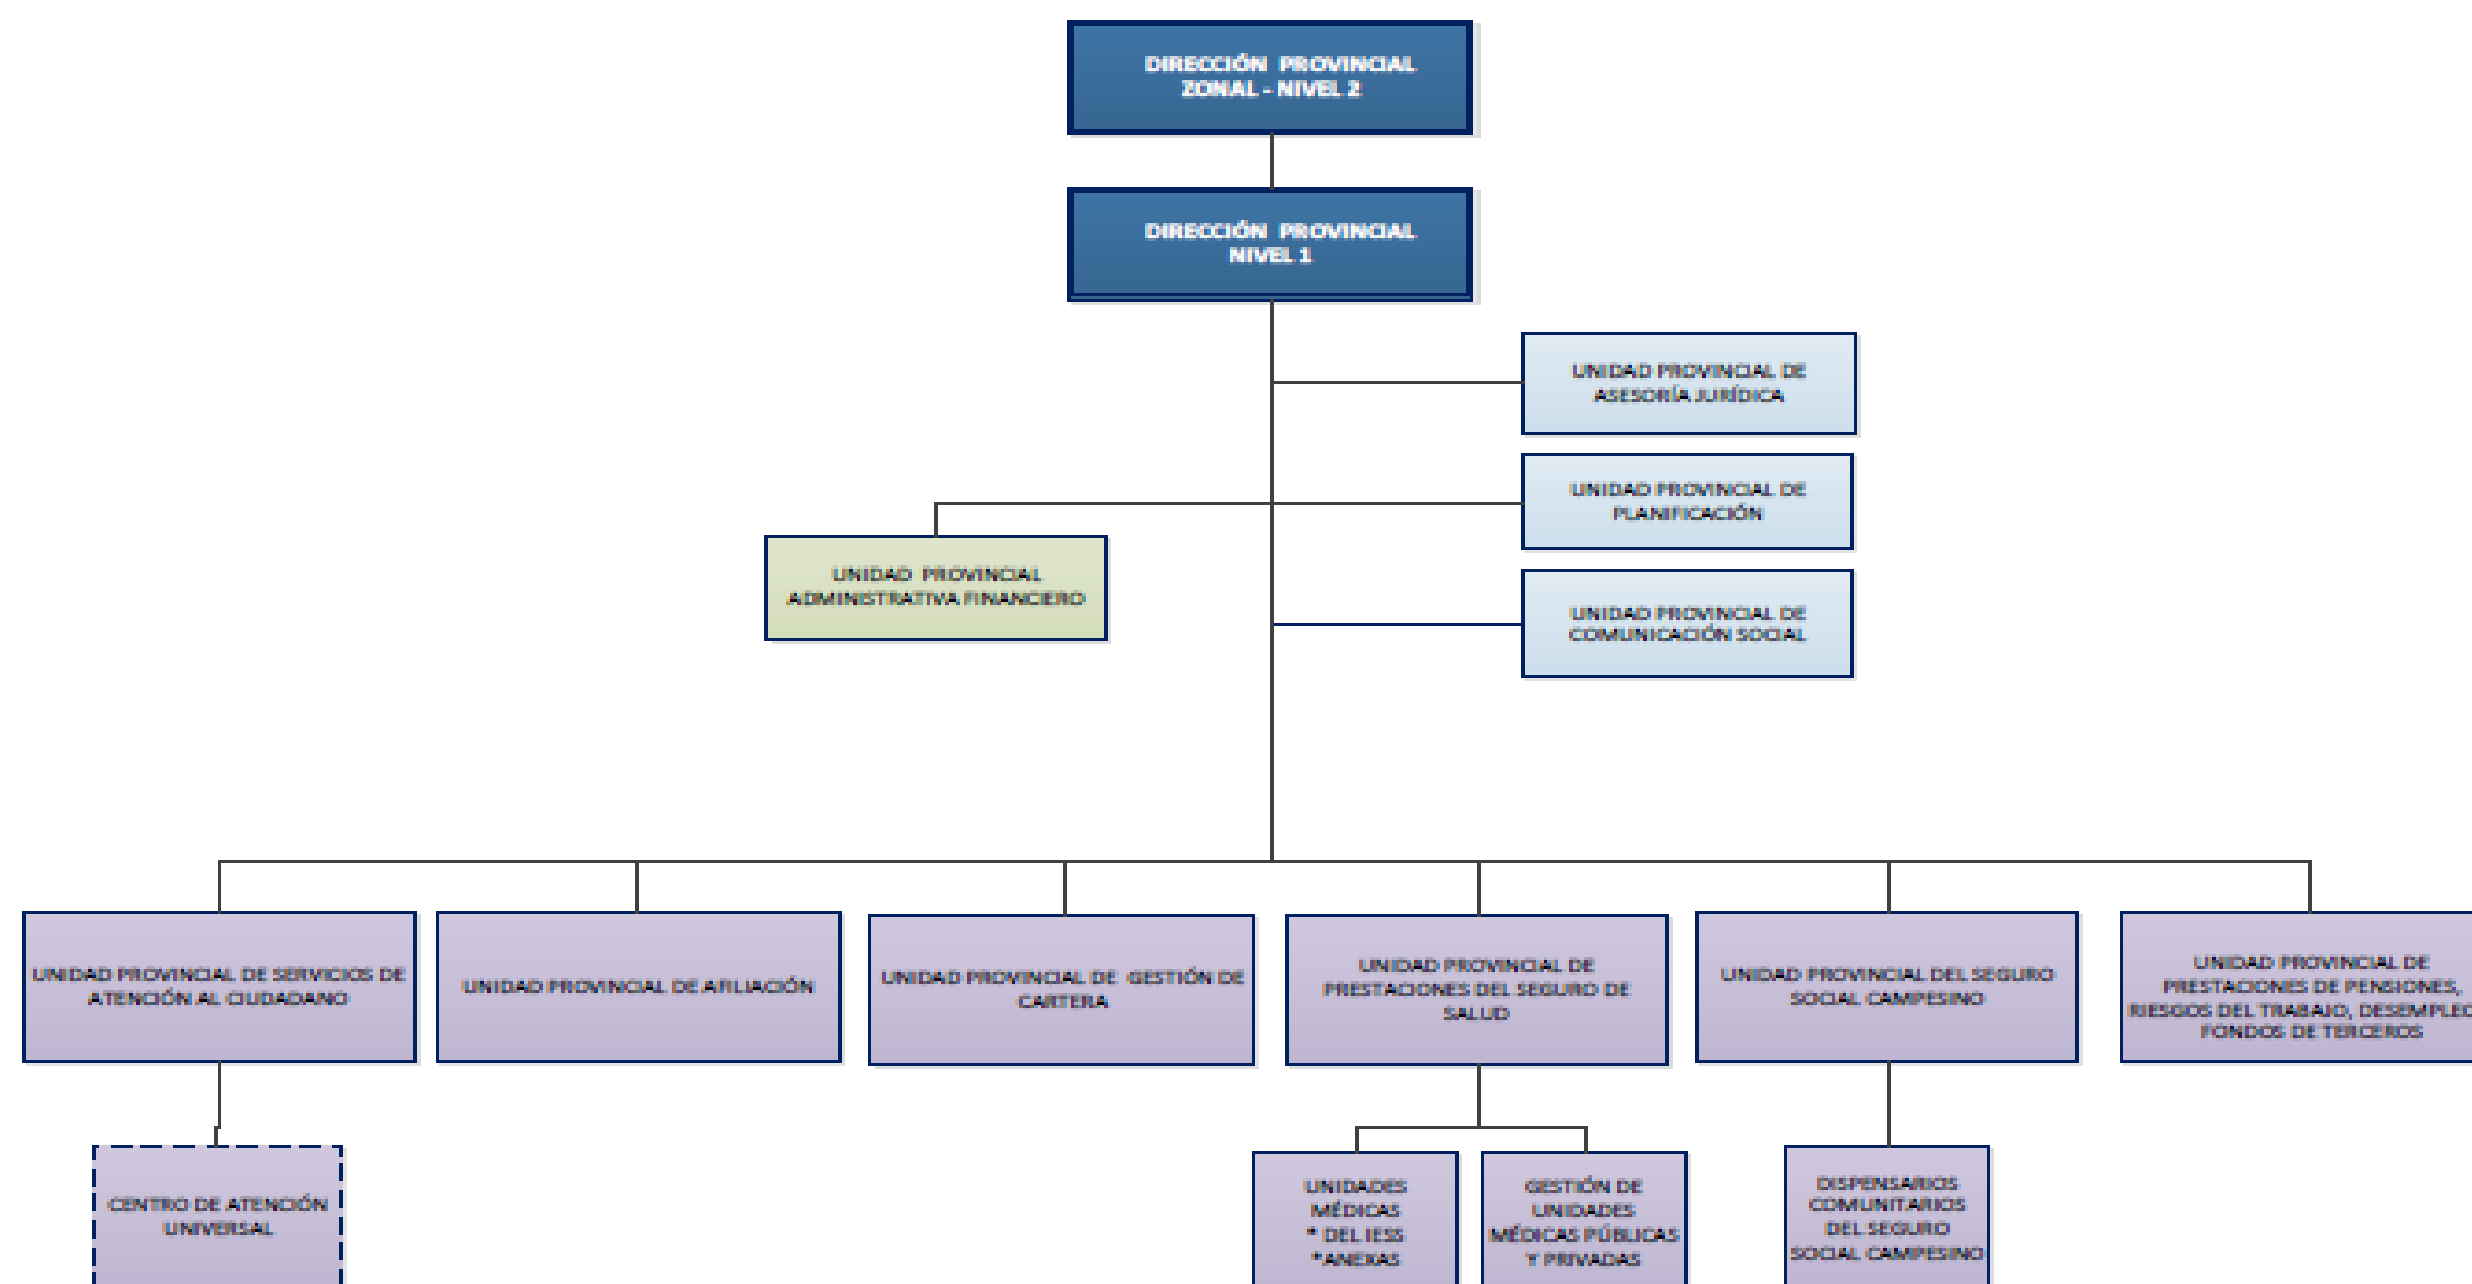 DIRECCIÓN PROVINCIAL
ZONAL - NIVEL 2
DIRECCIÓN PROVINCIAL
NIVEL 1
UNIDAD PROVINCIAL DE
ASESORÍA JURÍDICA
UNIDAD PROVINCIAL DE
PLANIFICACIÓN
UNIDAD PROVINCIAL
ADMINISTRATIVA FINANCIERO
UNIDAD PROVINCIAL DE
COMUNICACIÓN SOCIAL
UNIDAD PROVINCIAL DE SERVICIOS DE
ATENCIÓN AL CIUDADANO
UNIDAD PROVINCIAL DE AFILIACIÓN
UNIDAD PROVINCIAL DE GESTIÓN DE
CARTERA
UNIDAD PROVINCIAL DE
PRESTACIONES DEL SEGURO DE
SALUD
UNIDAD PROVINCIAL DEL SEGURO
SOCIAL CAMPESINO
UNIDAD PROVINCIAL DE
PRESTACIONES DE PENSIONES,
RIESGOS DEL TRABAJO, DESEMPLEO
FONDOS DE TERCEROS
CENTRO DE ATENCIÓN
UNIVERSAL
UNIDADES
MÉDICAS
* DEL IESS
*ANEXAS
GESTIÓN DE
UNIDADES
MÉDICAS PÚBLICAS
Y PRIVADAS
DISPENSARIOS
COMUNITARIOS
DEL SEGURO
SOCIAL CAMPESINO